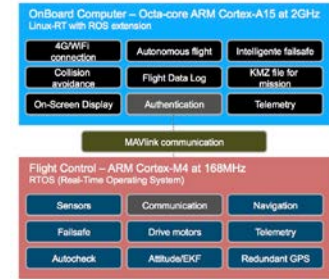 OnBoard Computer – Octa-core ARM Cortex-A15 at 2GHz
Linux-RT with ROS extension
4G/WiFi
connection
Autonomous flight
Intelligente failsafe
Collision
avoidance
Flight Data Log
KMZ file for
mission
On-Screen Display
Authentication
Telemetry
MAVlink communication
Flight Control – ARM Cortex-M4 at 168MHz
RTOS (Real-Time Operating System)
Sensors
Communication
Navigation
Failsafe
Drive motors
Telemetry
Autocheck
Attitude/EKF
Redundant GPS